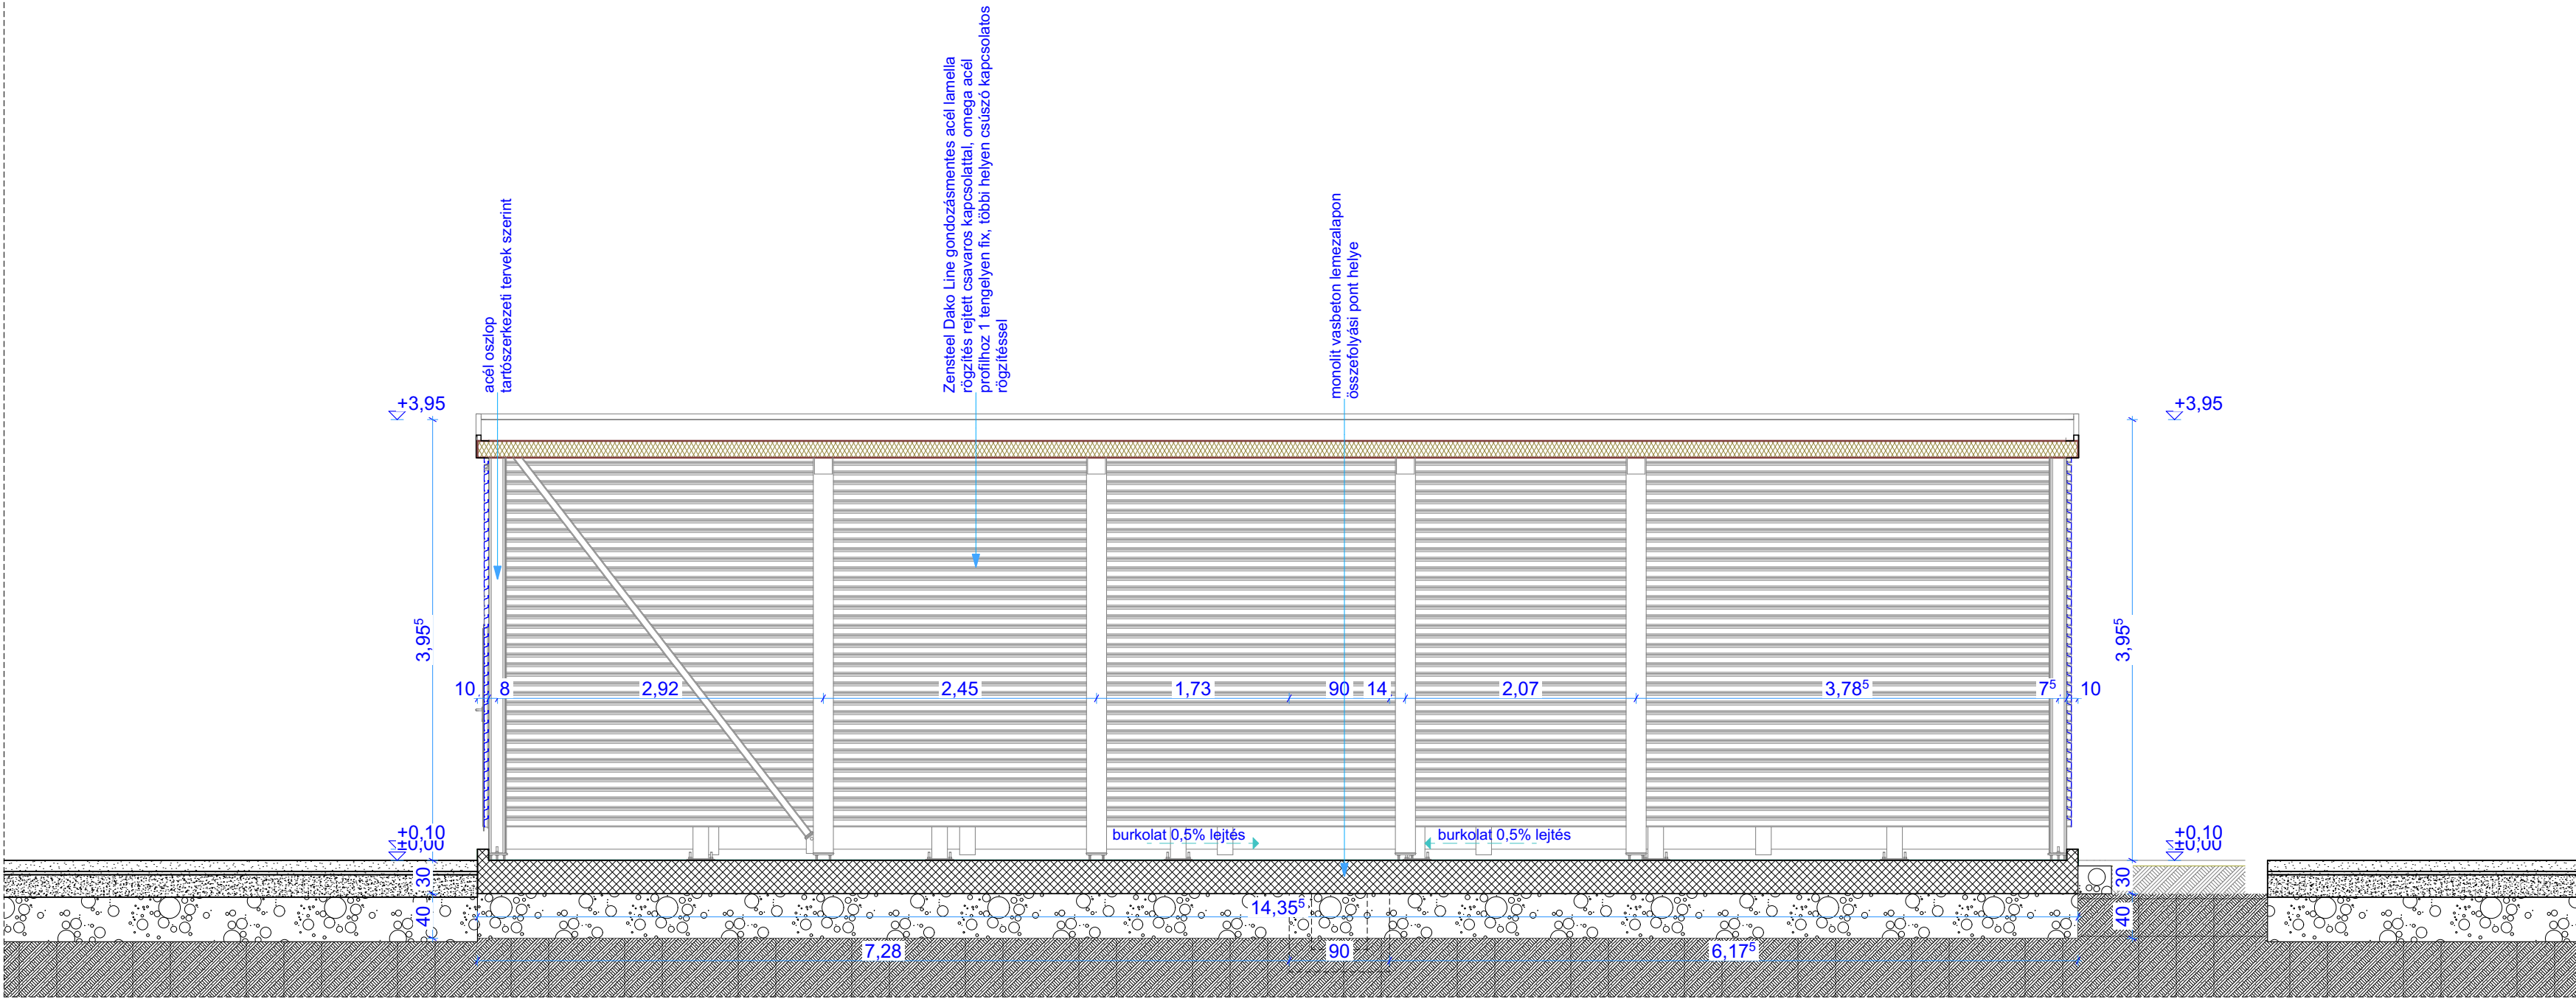 acél oszlop
tartószerkezeti tervek szerint
Zensteel Dako Line gondozásmentes acél lamella
rögzítés rejtett csavaros kapcsolattal, omega acél
profilhoz 1 tengelyen fix, többi helyen csúszó kapcsolatos
rögzítéssel
monolit vasbeton lemezalapon
összefolyási pont helye
+3,95
+3,95
3,95⁵
3,95⁵
10 8 2,92 2,45 1,73 90 14 2,07 3,78⁵ 7⁵ 10
+0,10
±0,00
burkolat 0,5% lejtés
burkolat 0,5% lejtés
+0,10
±0,00
30
30
40
14,35⁵
40
7,28 90 6,17⁵